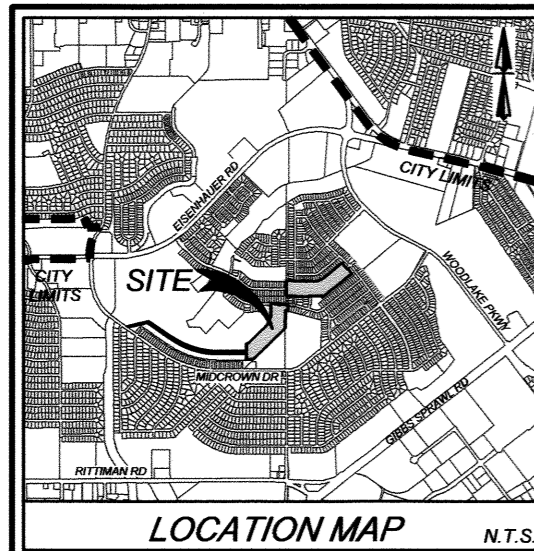 CITY LIMITS
EISENHAUER RD
CITY
LIMITS
SITE
WOODLAKE PKWY
MIDCROWN DR
GIBBS SPRAWL RD
RITTIMAN RD
LOCATION MAP
N.T.S.